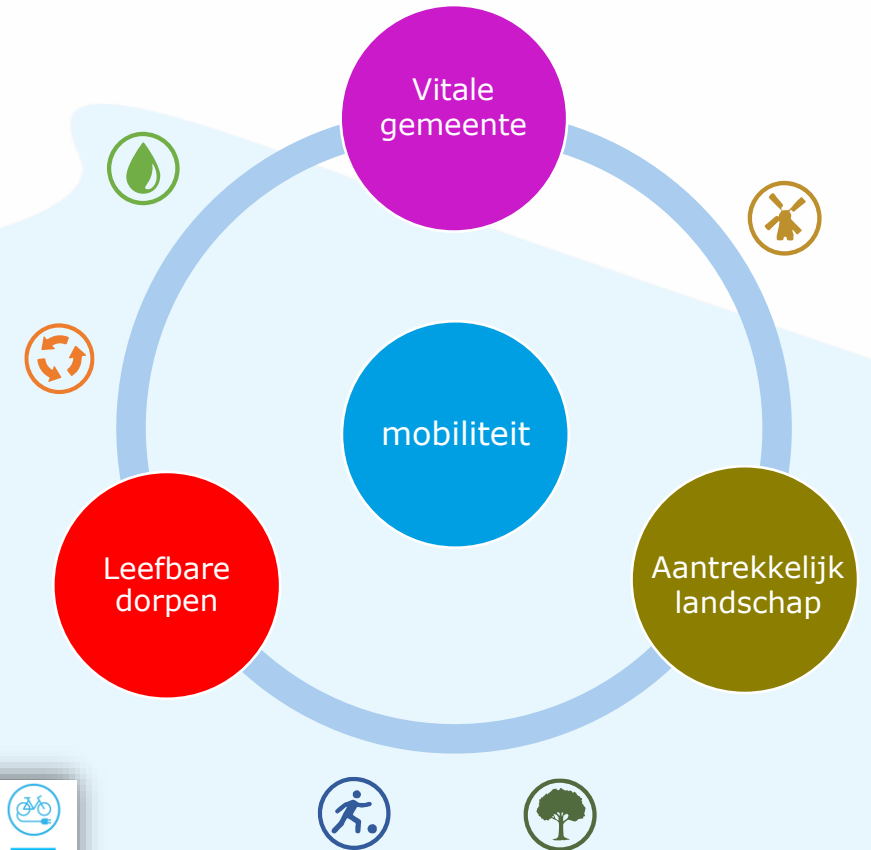 Vitale
gemeente
mobiliteit
Leefbare
dorpen
Aantrekkelijk
landschap